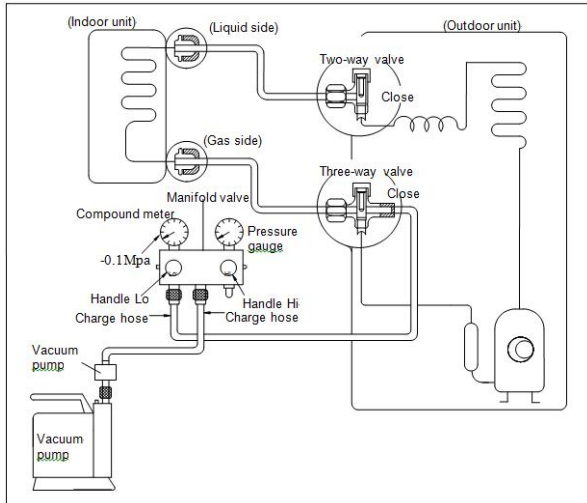 (Indoor unit)
(Liquid side)
(Outdoor unit)
Two-way valve
Close
(Gas side)
Three-way valve
Close
Manifold valve
Compound meter
Pressure
gauge
-0.1Mpa
Handle Lo
Handle Hi
Charge hose
Charge hose
Vacuum
pump
Vacuum
pump